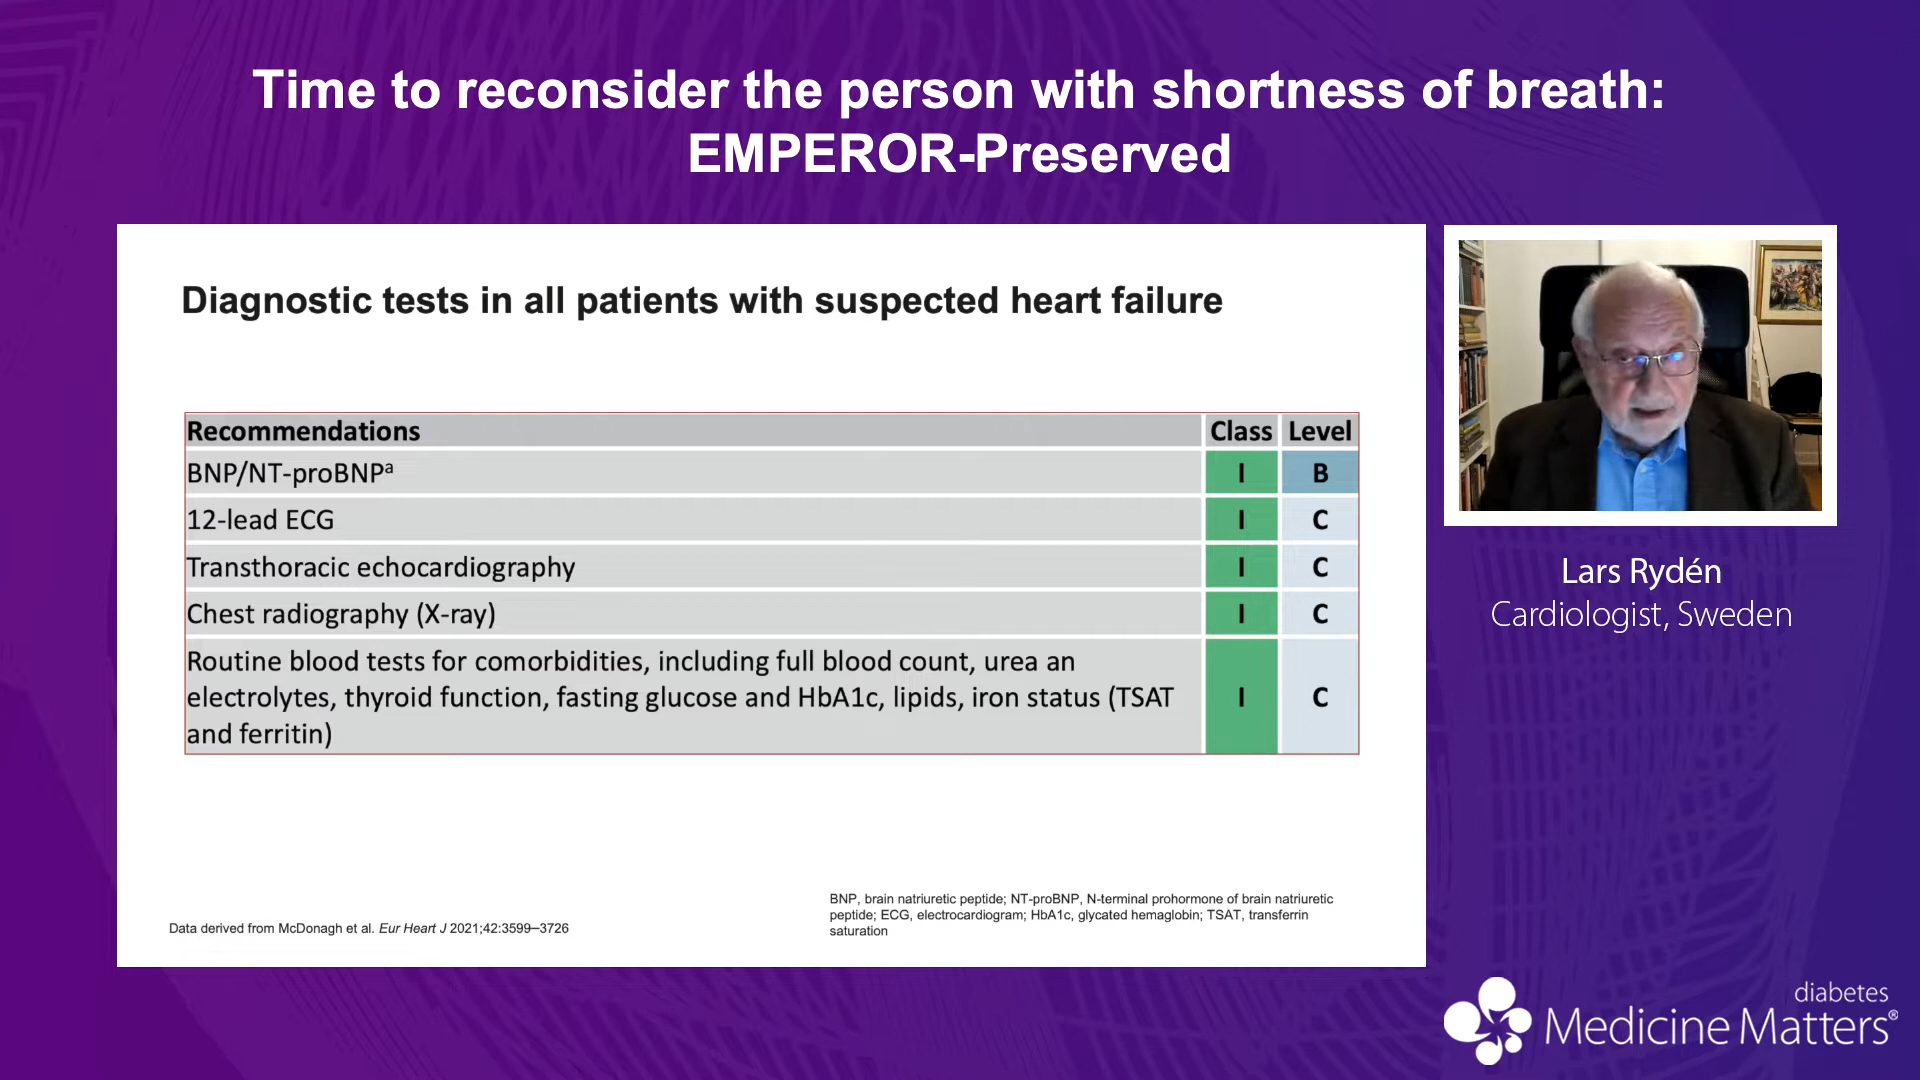 Time to reconsider the person with shortness of breath:
EMPEROR-Preserved
Diagnostic tests in all patients with suspected heart failure
Recommendations Class Level
BNP/NT-proBNPª I B
12-lead ECG I C
Transthoracic echocardiography I C
Chest radiography (X-ray) I C
Routine blood tests for comorbidities, including full blood count, urea an
electrolytes, thyroid function, fasting glucose and HbA1c, lipids, iron status (TSAT I C
and ferritin)
Data derived from McDonagh et al. Eur Heart J 2021;42:3599–3726
BNP, brain natriuretic peptide; NT-proBNP, N-terminal prohormone of brain natriuretic
peptide; ECG, electrocardiogram; HbA1c, glycated hemaglobin; TSAT, transferrin
saturation
Lars Rydén
Cardiologist, Sweden
diabetes
Medicine Matters®